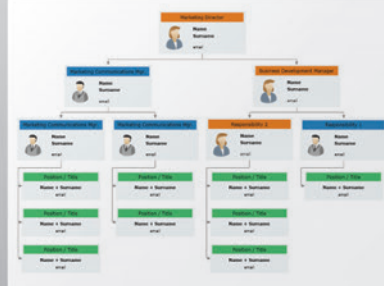 Marketing Director
Name
Surname
email
Marketing Communications Mgr.
Name
Surname
email
Business Development Manager
Name
Surname
email
Marketing Communications Mgr.
Name
Surname
email
Marketing Communications Mgr.
Name
Surname
email
Responsibility 1
Name
Surname
email
Responsibility 2
Name
Surname
email
Position / Title
Name + Surname
email
Position / Title
Name + Surname
email
Position / Title
Name + Surname
email
Position / Title
Name + Surname
email
Position / Title
Name + Surname
email
Position / Title
Name + Surname
email
Position / Title
Name + Surname
email
Position / Title
Name + Surname
email
Position / Title
Name + Surname
email